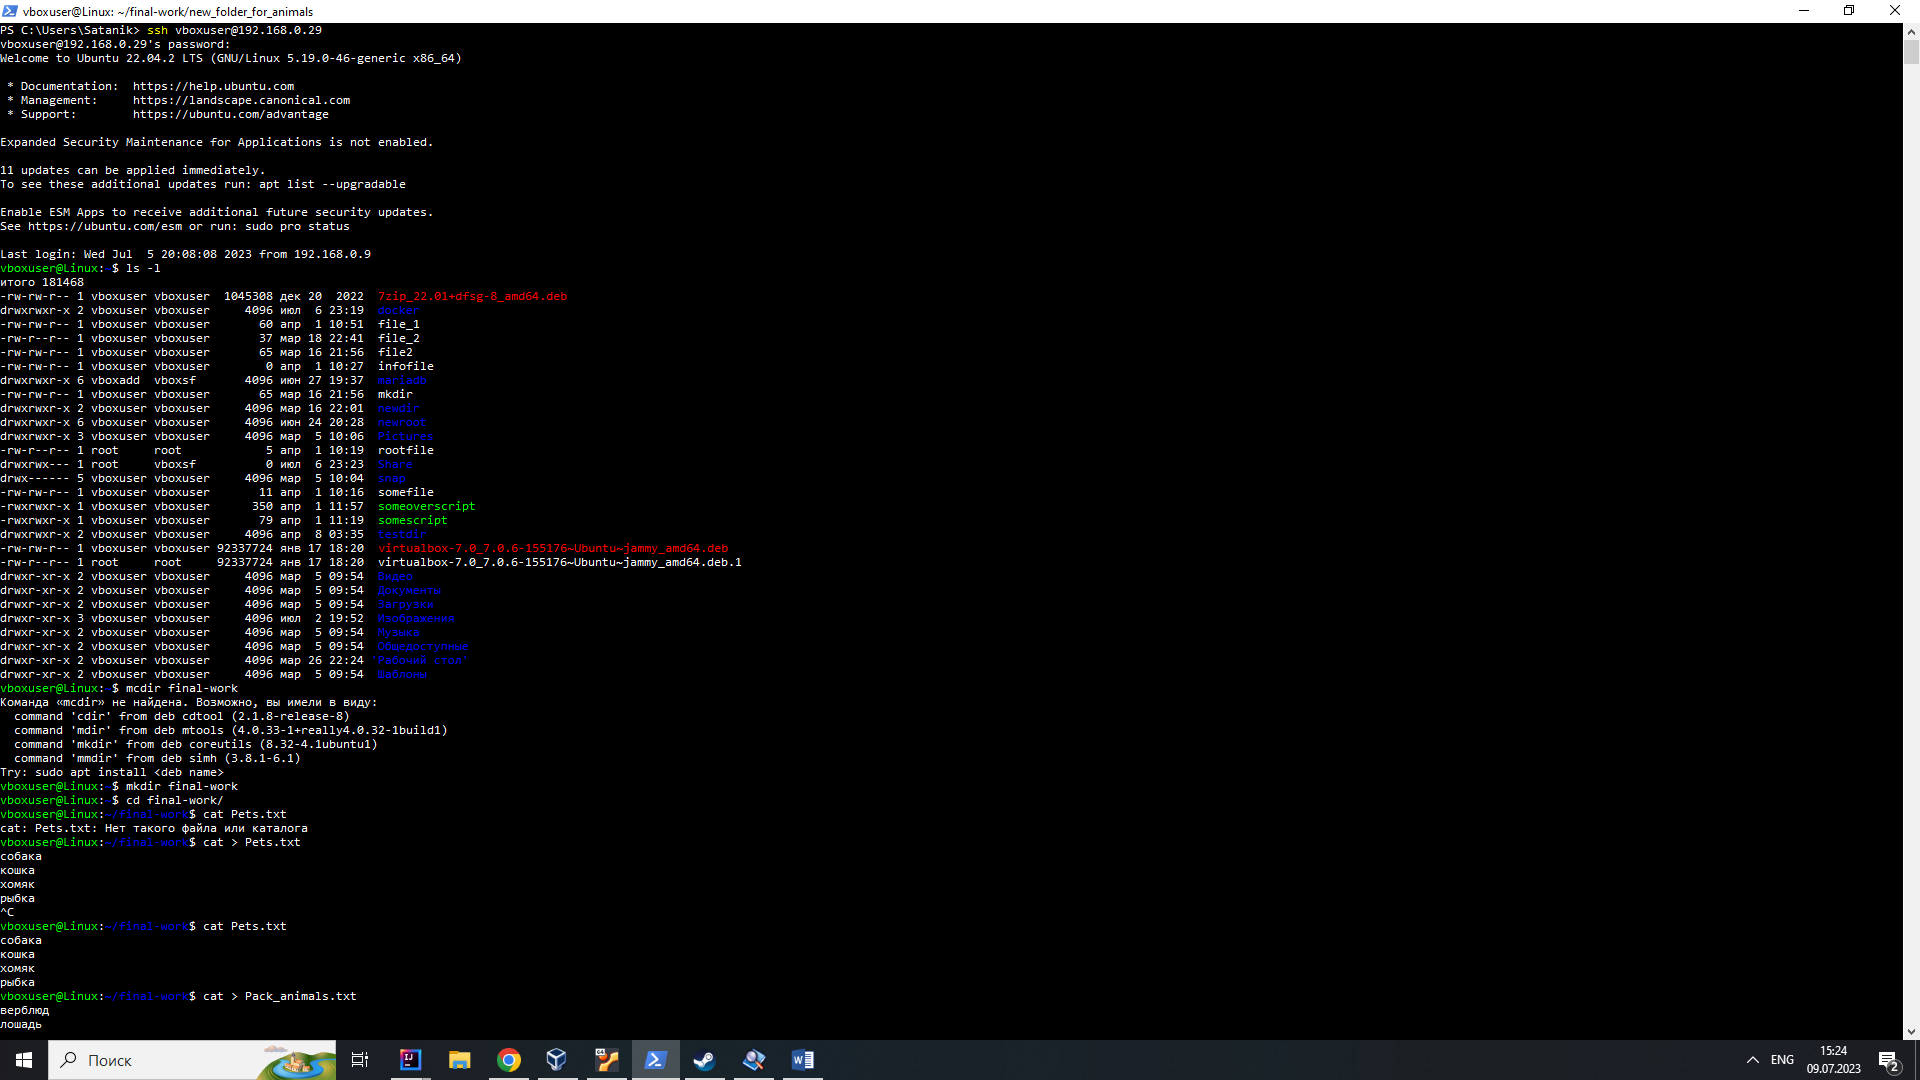 vboxuser@Linux: ~/final-work/new_folder_for_animals
PS C:\Users\Satanik> ssh vboxuser@192.168.0.29
vboxuser@192.168.0.29's password:
Welcome to Ubuntu 22.04.2 LTS (GNU/Linux 5.19.0-46-generic x86_64)
* Documentation:  https://help.ubuntu.com
* Management:     https://landscape.canonical.com
* Support:        https://ubuntu.com/advantage
Expanded Security Maintenance for Applications is not enabled.
11 updates can be applied immediately.
To see these additional updates run: apt list --upgradable
Enable ESM Apps to receive additional future security updates.
See https://ubuntu.com/esm or run: sudo pro status
Last login: Wed Jul  5 20:08:08 2023 from 192.168.0.9
vboxuser@Linux:~$ ls -l
итого 181468
-rw-rw-r-- 1 vboxuser vboxuser  1045308 дек 20  2022  7zip_22.01+dfsg-8_amd64.deb
drwxrwxr-x 2 vboxuser vboxuser     4096 июл  6 23:19  docker
-rw-rw-r-- 1 vboxuser vboxuser       60 апр  1 10:51  file_1
-rw-r--r-- 1 vboxuser vboxuser       37 мар 18 22:41  file_2
-rw-rw-r-- 1 vboxuser vboxuser       65 мар 16 21:56  file2
-rw-rw-r-- 1 vboxuser vboxuser        0 апр  1 10:27  infofile
drwxrwxr-x 6 vboxadd  vboxsf       4096 июн 27 19:37  mariadb
-rw-rw-r-- 1 vboxuser vboxuser       65 мар 16 21:56  mkdir
drwxrwxr-x 2 vboxuser vboxuser     4096 мар 16 22:01  newdir
drwxrwxr-x 6 vboxuser vboxuser     4096 июн 24 20:28  newroot
drwxrwxr-x 3 vboxuser vboxuser     4096 мар  5 10:06  Pictures
-rw-r--r-- 1 root     root            5 апр  1 10:19  rootfile
drwxrwx--- 1 root     vboxsf          0 июл  6 23:23  Share
drwx------ 5 vboxuser vboxuser     4096 мар  5 10:04  snap
-rw-rw-r-- 1 vboxuser vboxuser       11 апр  1 10:16  somefile
-rwxrwxr-x 1 vboxuser vboxuser      350 апр  1 11:57  someoverscript
-rwxrwxr-x 1 vboxuser vboxuser       79 апр  1 11:19  somescript
drwxrwxr-x 2 vboxuser vboxuser     4096 апр  8 03:35  testdir
-rw-rw-r-- 1 vboxuser vboxuser 92337724 янв 17 18:20  virtualbox-7.0_7.0.6-155176~Ubuntu~jammy_amd64.deb
-rw-r--r-- 1 root     root     92337724 янв 17 18:20  virtualbox-7.0_7.0.6-155176~Ubuntu~jammy_amd64.deb.1
drwxr-xr-x 2 vboxuser vboxuser     4096 мар  5 09:54  Видео
drwxr-xr-x 2 vboxuser vboxuser     4096 мар  5 09:54  Документы
drwxr-xr-x 2 vboxuser vboxuser     4096 мар  5 09:54  Загрузки
drwxr-xr-x 3 vboxuser vboxuser     4096 июл  2 19:52  Изображения
drwxr-xr-x 2 vboxuser vboxuser     4096 мар  5 09:54  Музыка
drwxr-xr-x 2 vboxuser vboxuser     4096 мар  5 09:54  Общедоступные
drwxr-xr-x 2 vboxuser vboxuser     4096 мар 26 22:24 'Рабочий стол'
drwxr-xr-x 2 vboxuser vboxuser     4096 мар  5 09:54  Шаблоны
vboxuser@Linux:~$ mcdir final-work
Команда «mcdir» не найдена. Возможно, вы имели в виду:
command 'cdir' from deb cdtool (2.1.8-release-8)
command 'mdir' from deb mtools (4.0.33-1+really4.0.32-1build1)
command 'mkdir' from deb coreutils (8.32-4.1ubuntu1)
command 'mmdir' from deb simh (3.8.1-6.1)
Try: sudo apt install <deb name>
vboxuser@Linux:~$ mkdir final-work
vboxuser@Linux:~$ cd final-work/
vboxuser@Linux:~/final-work$ cat Pets.txt
cat: Pets.txt: Нет такого файла или каталога
vboxuser@Linux:~/final-work$ cat > Pets.txt
собака
кошка
хомяк
рыбка
^C
vboxuser@Linux:~/final-work$ cat Pets.txt
собака
кошка
хомяк
рыбка
vboxuser@Linux:~/final-work$ cat > Pack_animals.txt
верблюд
лошадь
Поиск
ENG
15:24
09.07.2023
2